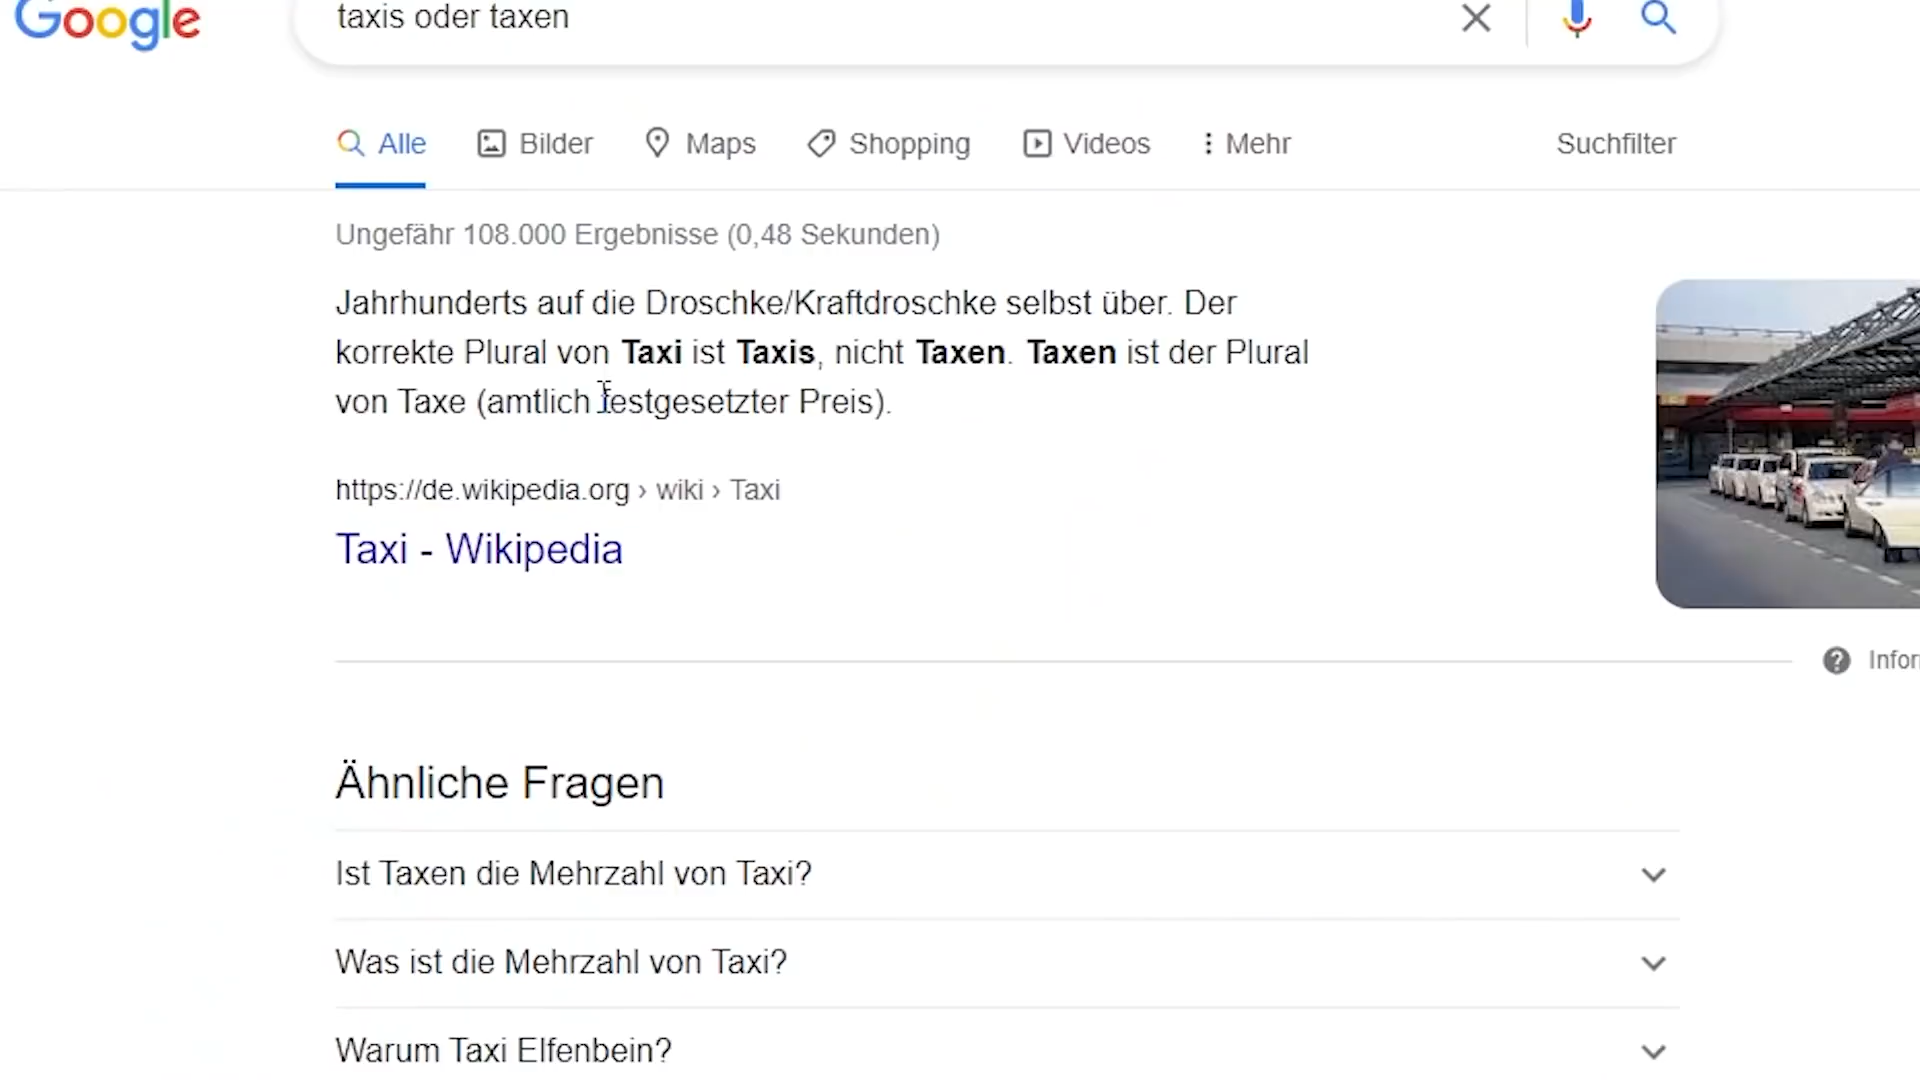 Google
taxis oder taxen
Alle Bilder Maps Shopping Videos Mehr Suchfilter
Ungefähr 108.000 Ergebnisse (0,48 Sekunden)
Jahrhunderts auf die Droschke/Kraftdroschke selbst über. Der
korrekte Plural von Taxi ist Taxis, nicht Taxen. Taxen ist der Plural
von Taxe (amtlich festgesetzter Preis).
https://de.wikipedia.org › wiki › Taxi
Taxi - Wikipedia
Ähnliche Fragen
Ist Taxen die Mehrzahl von Taxi?
Was ist die Mehrzahl von Taxi?
Warum Taxi Elfenbein?